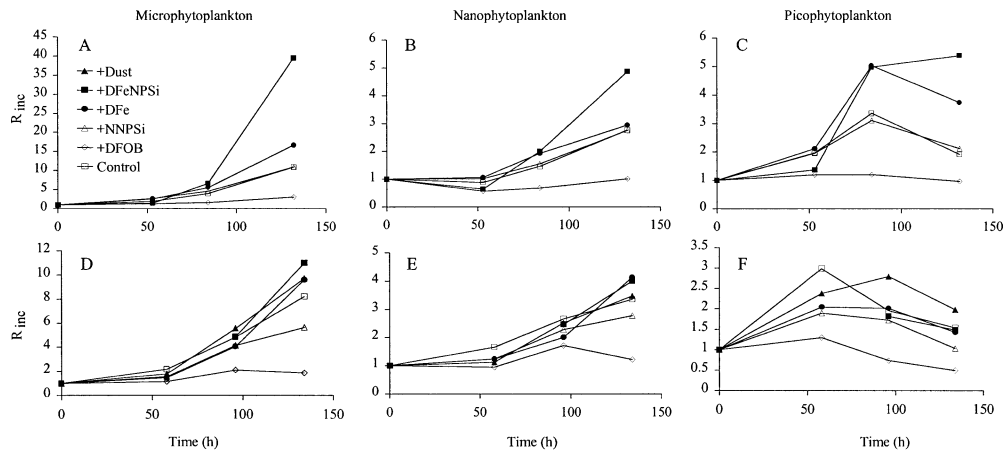 Microphytoplankton Nanophytoplankton Picophytoplankton
A
R inc
45
40
35
30
25
20
15
10
5
0
+Dust
+DFeNPSi
+DFe
+NNPSi
+DFOB
Control
0 50 100 150
B
6
5
4
3
2
1
0
0 50 100 150
C
6
5
4
3
2
1
0
0 50 100 150
D
R inc
12
10
8
6
4
2
0
0 50 100 150
Time (h)
E
5
4
3
2
1
0
0 50 100 150
Time (h)
F
3.5
3
2.5
2
1.5
1
0.5
0
0 50 100 150
Time (h)